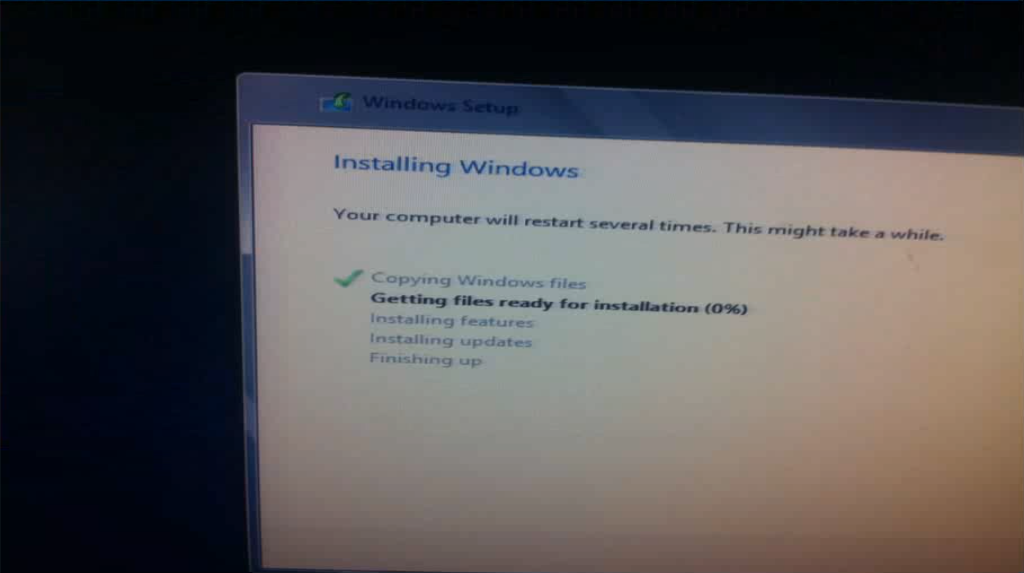 Windows Setup
Installing Windows
Your computer will restart several times. This might take a while.
Copying Windows files
Getting files ready for installation (0%)
Installing features
Installing updates
Finishing up